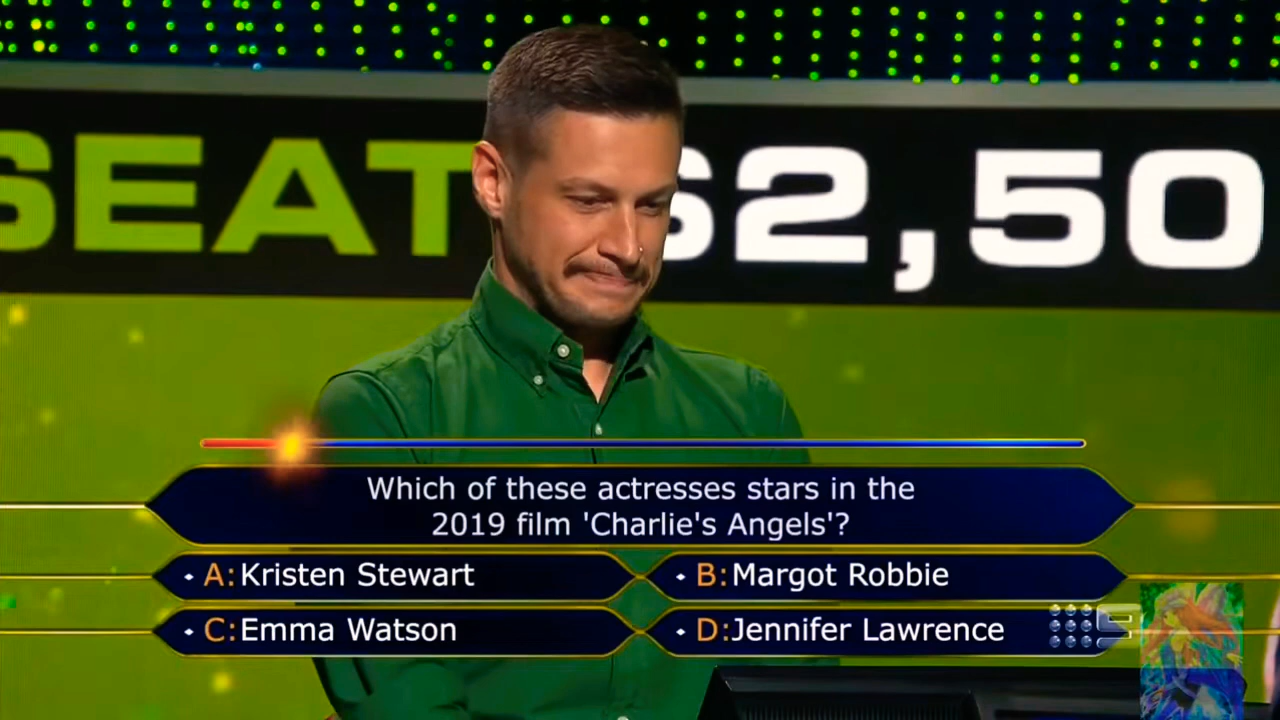 SEAT $2,50
Which of these actresses stars in the
2019 film 'Charlie's Angels'?
A: Kristen Stewart
B: Margot Robbie
C: Emma Watson
D: Jennifer Lawrence